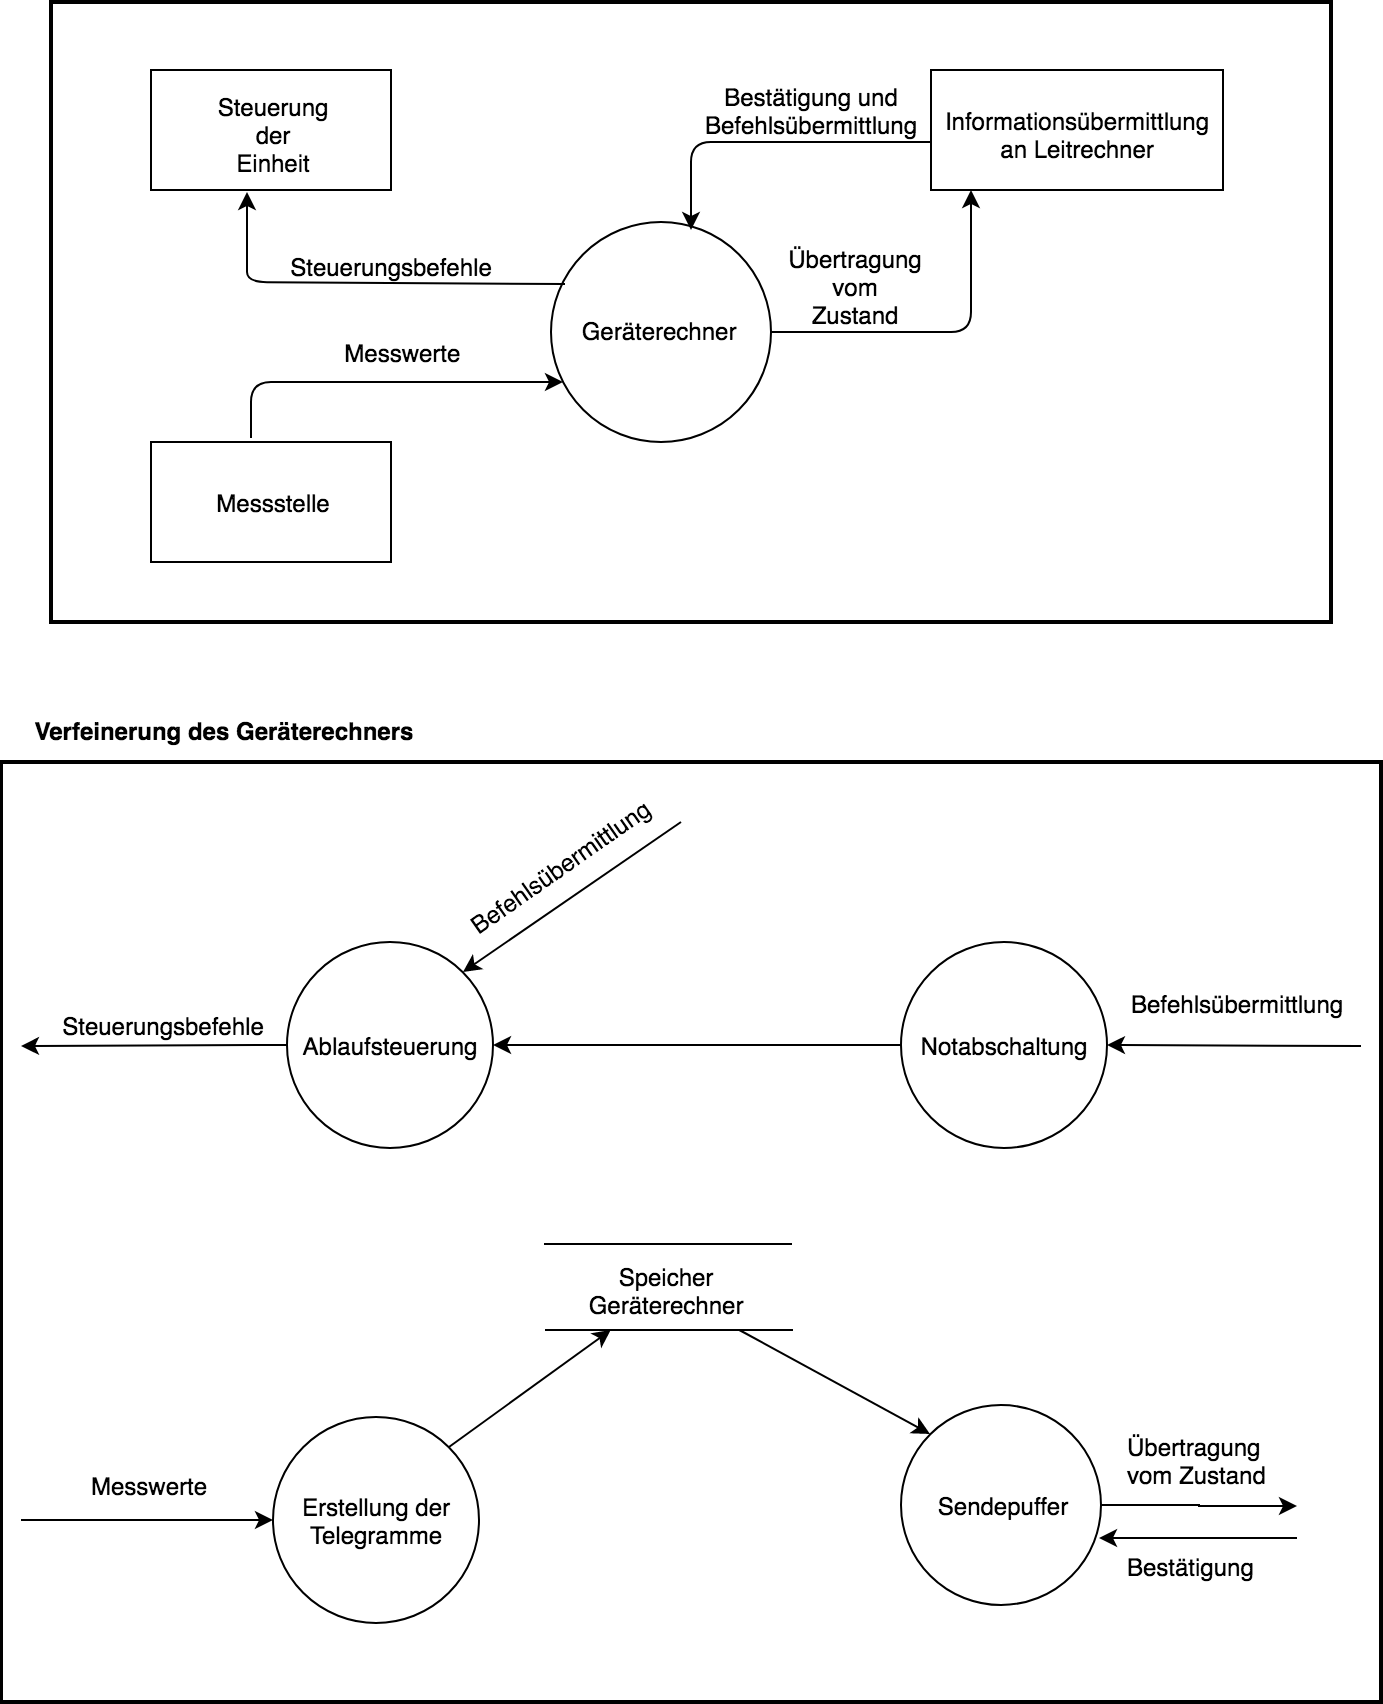 Steuerung
der
Einheit
Bestätigung und
Befehlsübermittlung
Informationsübermittlung
an Leitrechner
Steuerungsbefehle
Übertragung
vom
Zustand
Geräterechner
Messwerte
Messstelle
Verfeinerung des Geräterechners
Befehlsübermittlung
Steuerungsbefehle
Ablaufsteuerung
Notabschaltung
Befehlsübermittlung
Speicher
Geräterechner
Messwerte
Erstellung der
Telegramme
Sendepuffer
Übertragung
vom Zustand
Bestätigung